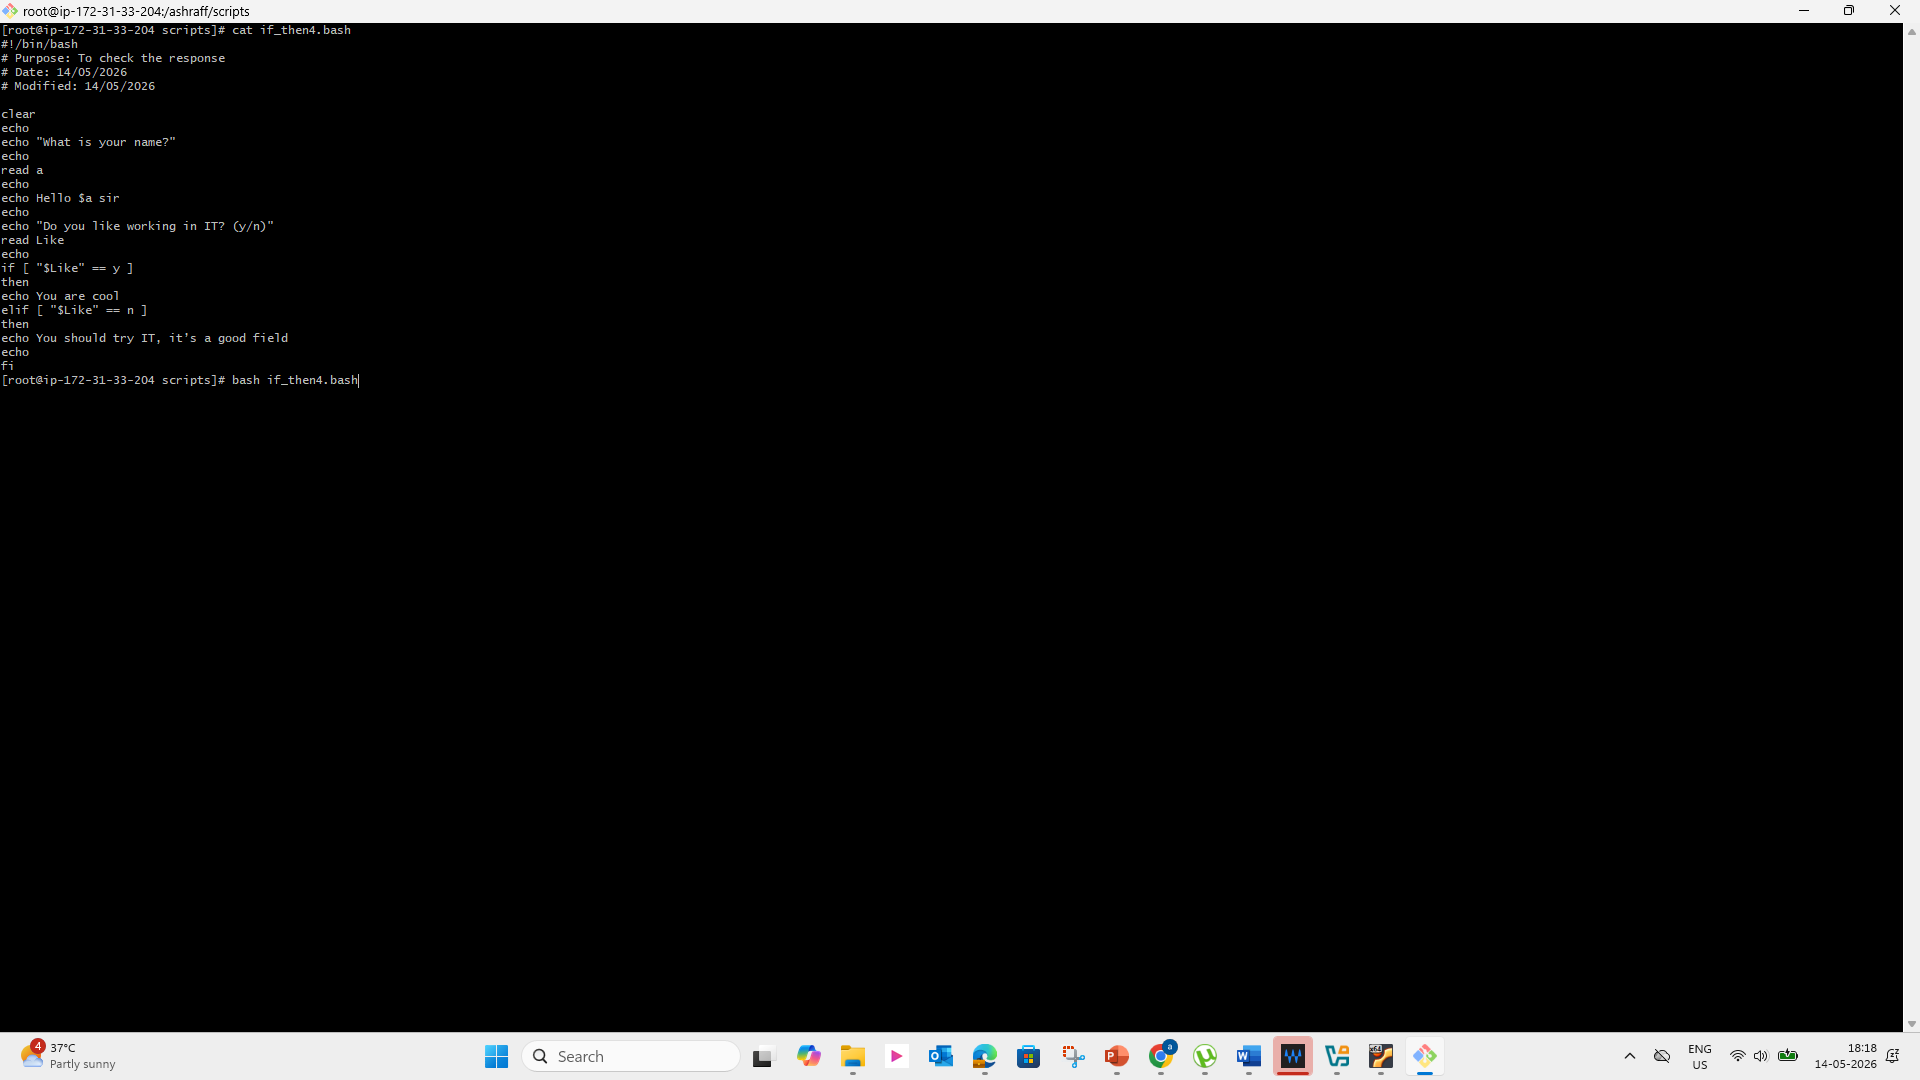 root@ip-172-31-33-204:/ashraff/scripts
[root@ip-172-31-33-204 scripts]# cat if_then4.bash
#!/bin/bash
# Purpose: To check the response
# Date: 14/05/2026
# Modified: 14/05/2026
clear
echo
echo "What is your name?"
echo
read a
echo
echo Hello $a sir
echo
echo "Do you like working in IT? (y/n)"
read Like
echo
if [ "$Like" == y ]
then
echo You are cool
elif [ "$Like" == n ]
then
echo You should try IT, it’s a good field
echo
fi
[root@ip-172-31-33-204 scripts]# bash if_then4.bash
4
37°C
Partly sunny
Search
a
ENG
US
18:18
14-05-2026